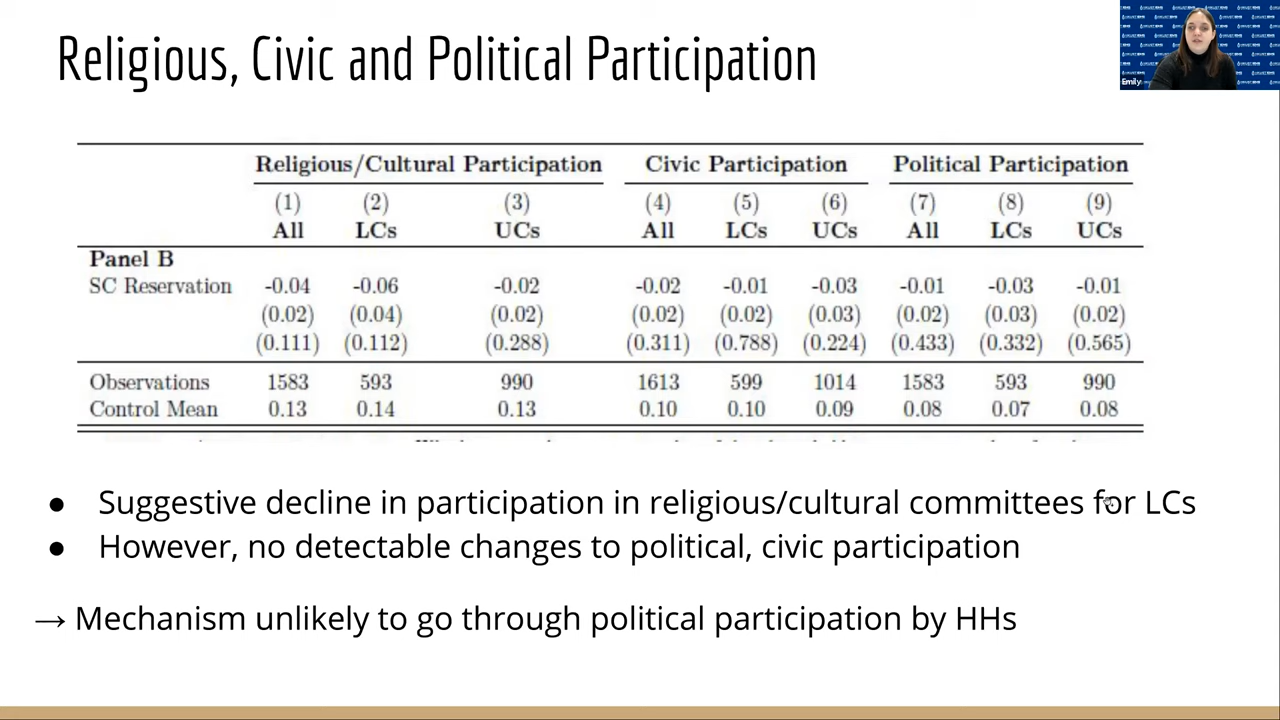 Religious, Civic and Political Participation
Emily
Religious/Cultural Participation Civic Participation Political Participation
(1) (2) (3) (4) (5) (6) (7) (8) (9)
All LCs UCs All LCs UCs All LCs UCs
Panel B
SC Reservation -0.04 -0.06 -0.02 -0.02 -0.01 -0.03 -0.01 -0.03 -0.01
(0.02) (0.04) (0.02) (0.02) (0.02) (0.03) (0.02) (0.03) (0.02)
(0.111) (0.112) (0.288) (0.311) (0.788) (0.224) (0.433) (0.332) (0.565)
Observations 1583 593 990 1613 599 1014 1583 593 990
Control Mean 0.13 0.14 0.13 0.10 0.10 0.09 0.08 0.07 0.08
● Suggestive decline in participation in religious/cultural committees for LCs
● However, no detectable changes to political, civic participation
→ Mechanism unlikely to go through political participation by HHs